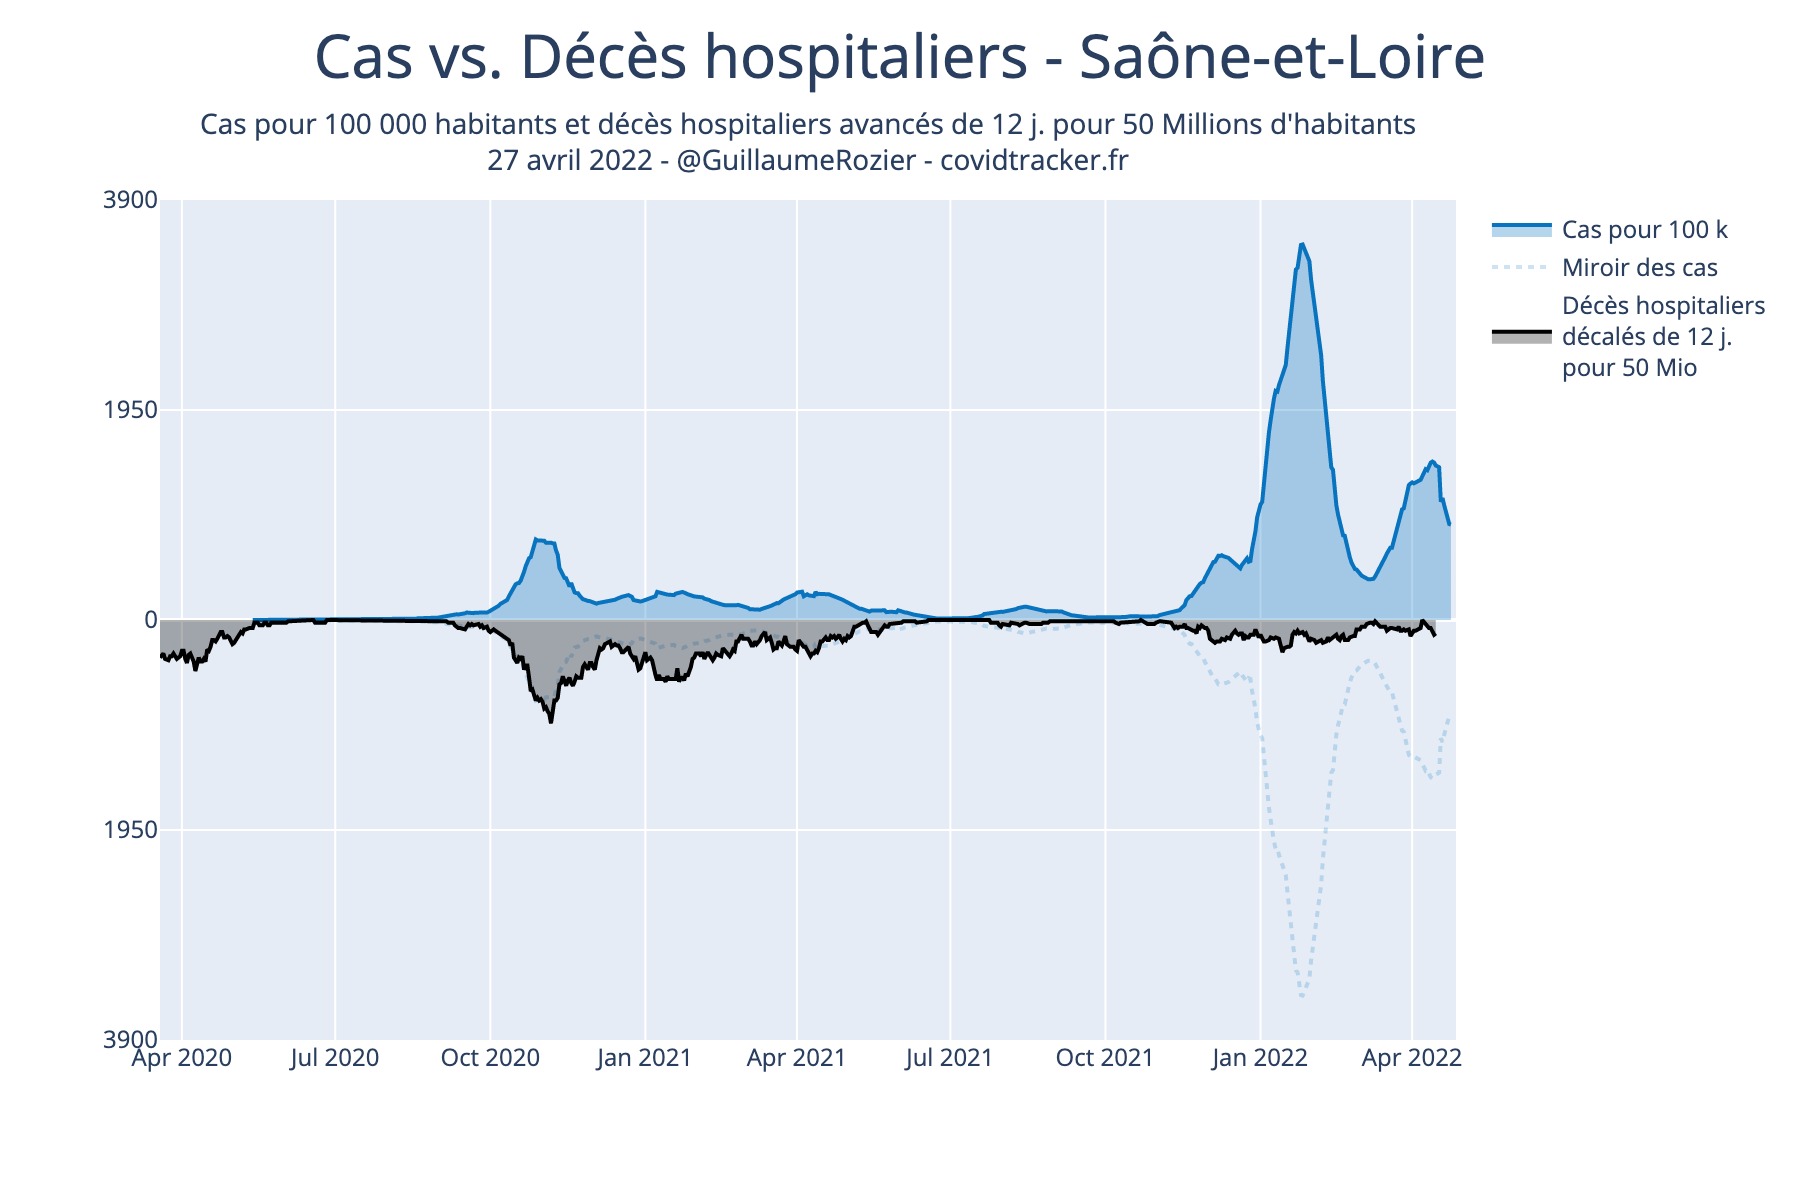 Cas vs. Décès hospitaliers - Saône-et-Loire
Cas pour 100 000 habitants et décès hospitaliers avancés de 12 j. pour 50 Millions d'habitants
27 avril 2022 - @GuillaumeRozier - covidtracker.fr
3900
1950
0
1950
3900
Apr 2020
Jul 2020
Oct 2020
Jan 2021
Apr 2021
Jul 2021
Oct 2021
Jan 2022
Apr 2022
Cas pour 100 k
Miroir des cas
Décès hospitaliers
décalés de 12 j.
pour 50 Mio